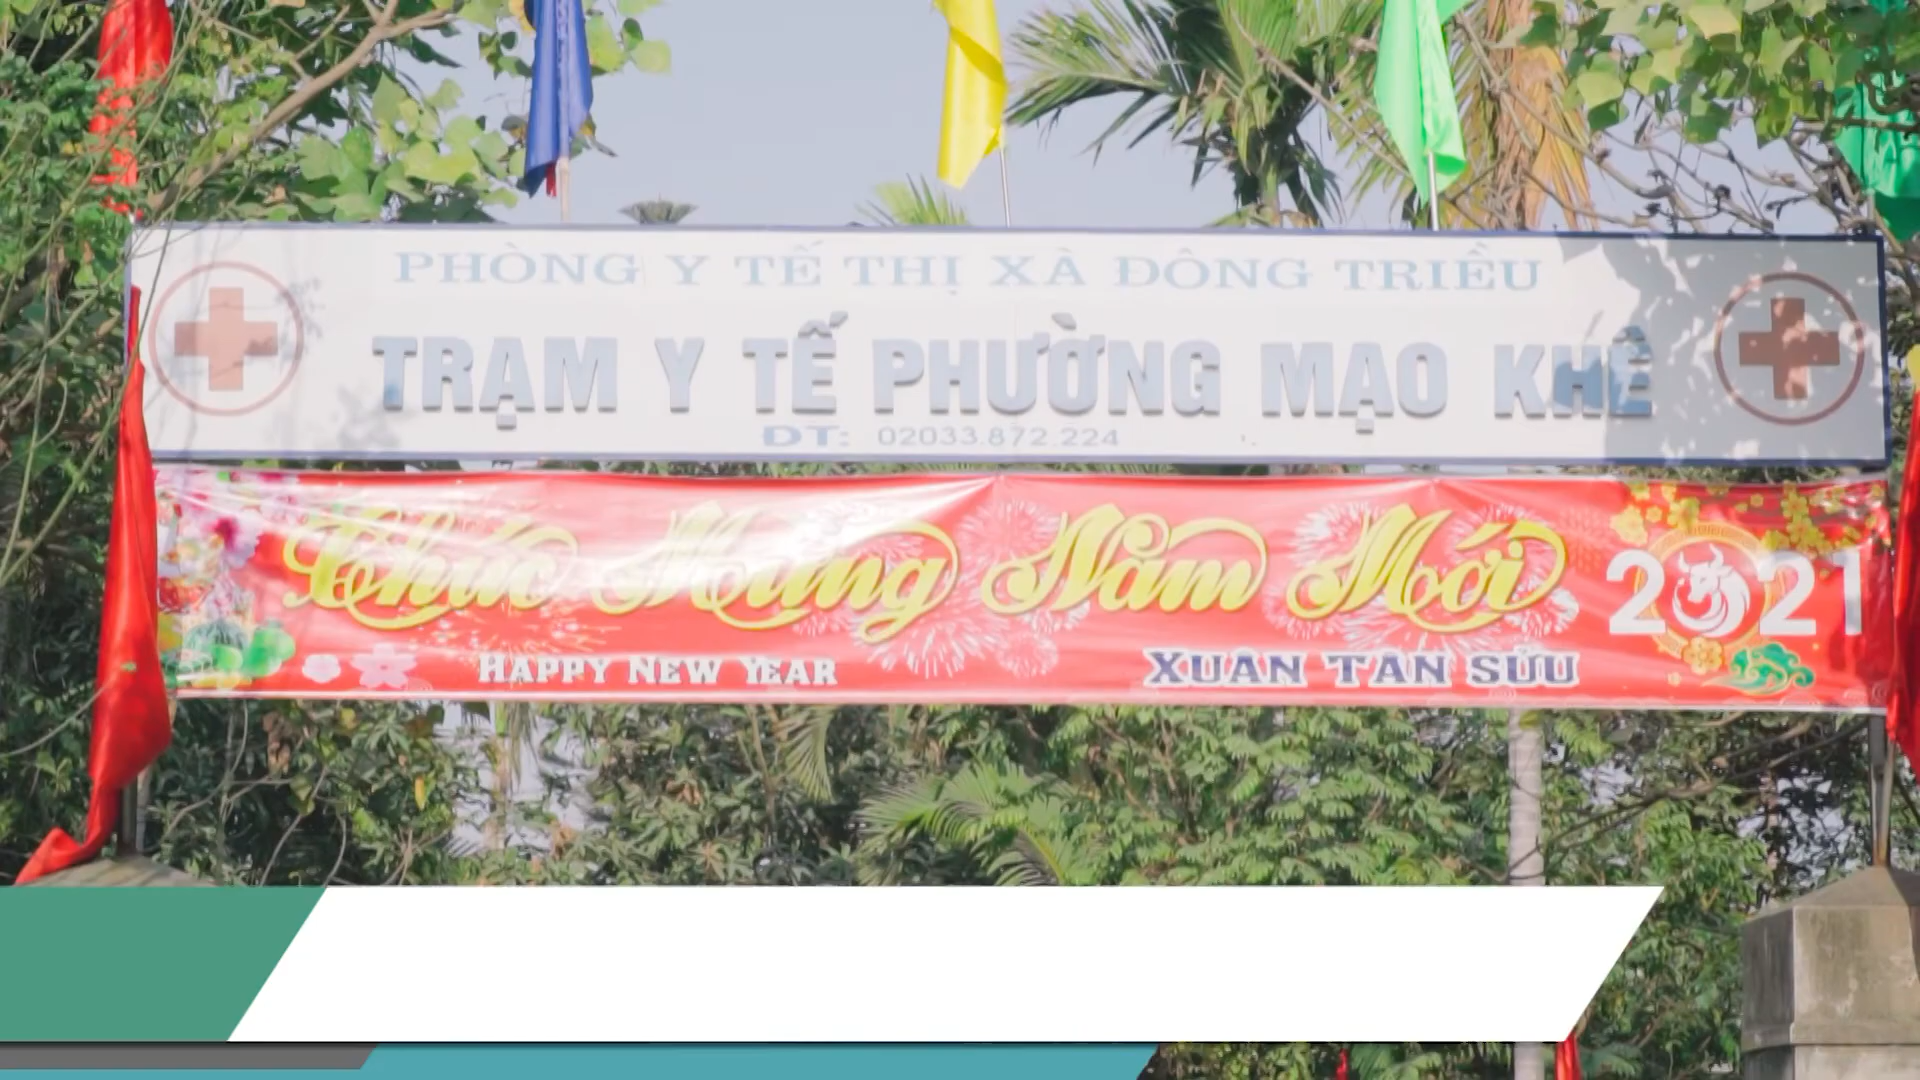 PHÒNG Y TẾ THỊ XÃ ĐÔNG TRIỀU
TRẠM Y TẾ PHƯỜNG MẠO KHÊ
ĐT: 02033.872.224
Chúc Mừng Năm Mới
2021
HAPPY NEW YEAR
XUÂN TÂN SỬU